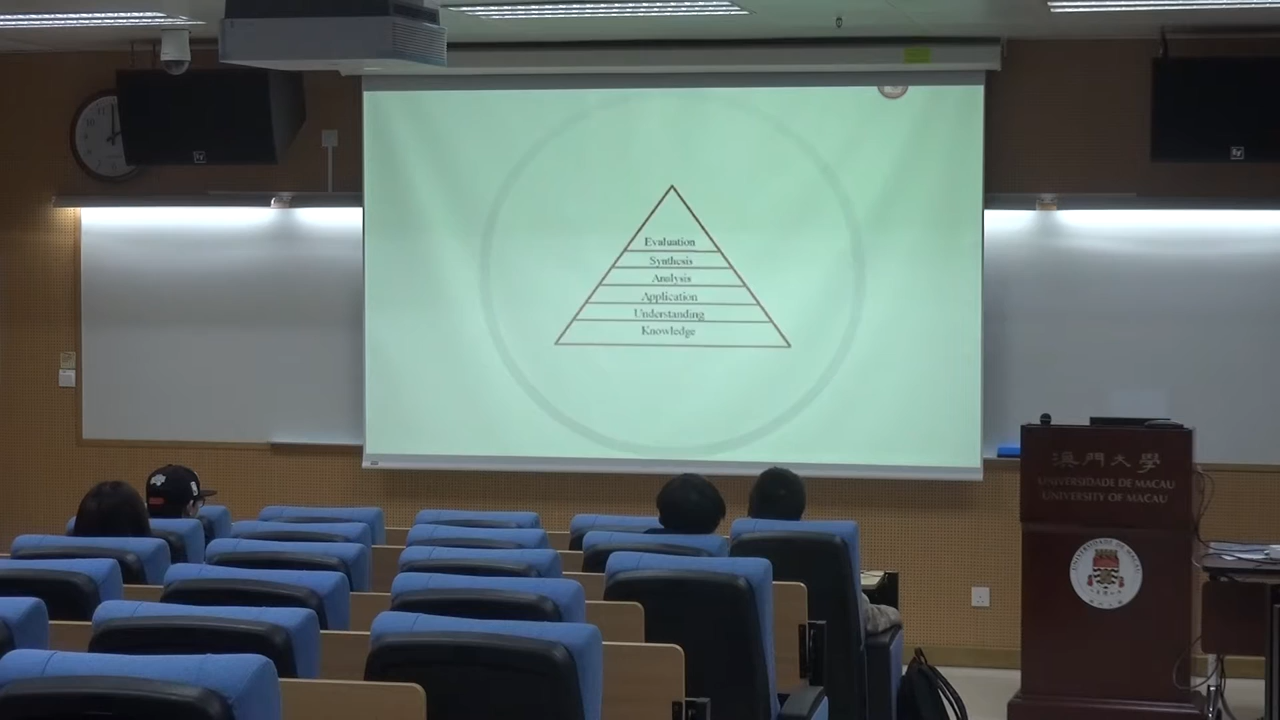 Evaluation
Synthesis
Analysis
Application
Understanding
Knowledge
澳門大學
UNIVERSIDADE DE MACAU
UNIVERSITY OF MACAU